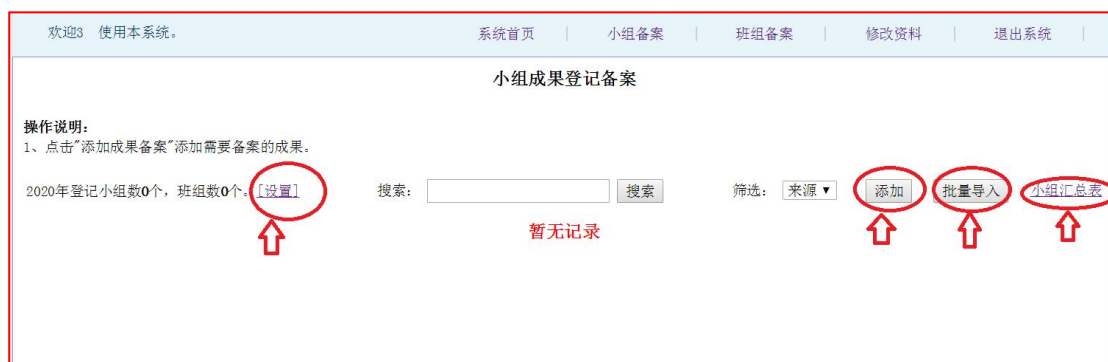 欢迎3 使用本系统。 系统首页 | 小组备案 | 班组备案 | 修改资料 | 退出系统 |
小组成果登记备案
操作说明：
1、点击"添加成果备案"添加需要备案的成果。
2020年登记小组数0个，班组数0个。[设置] 搜索： 搜索 筛选： 来源▼ 添加 批量导入 小组汇总表
暂无记录